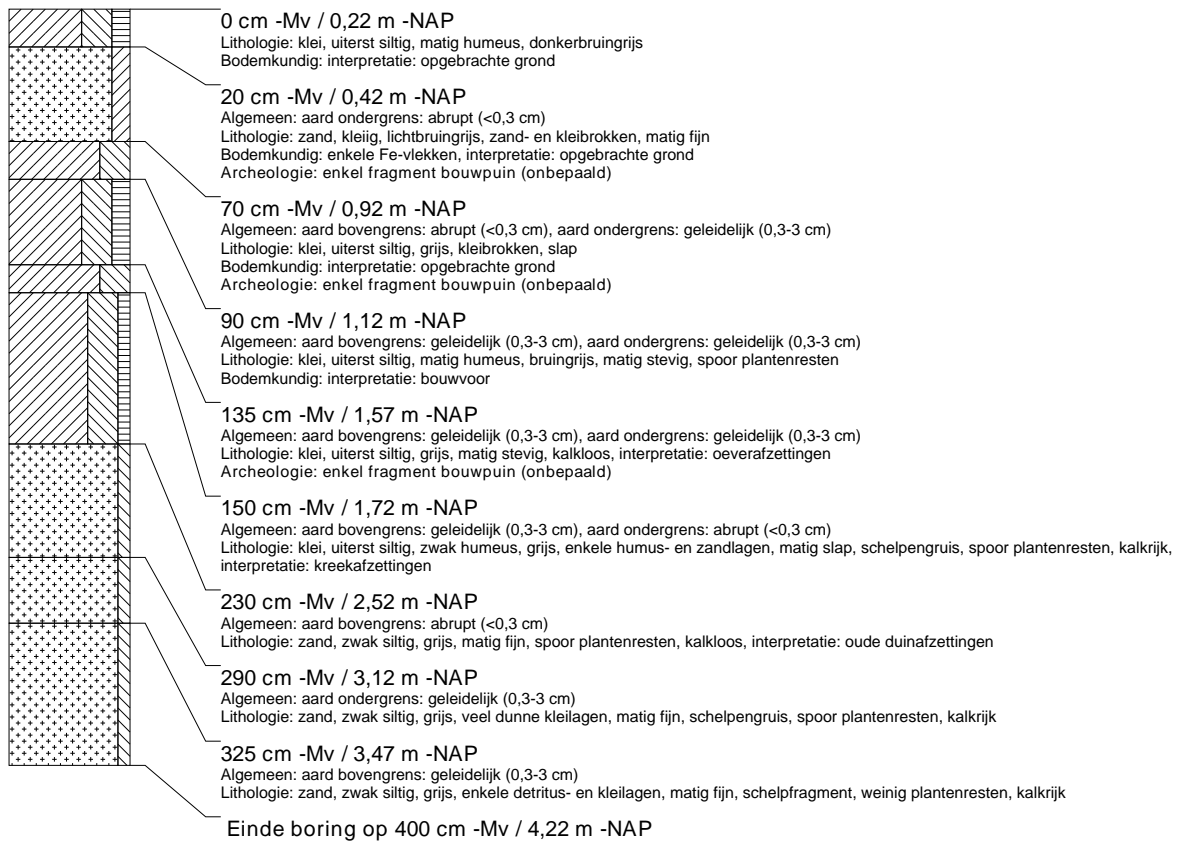 0 cm -Mv / 0,22 m -NAP
Lithologie: klei, uiterst siltig, matig humeus, donkerbruingrijs
Bodemkundig: interpretatie: opgebrachte grond
20 cm -Mv / 0,42 m -NAP
Algemeen: aard ondergrens: abrupt (<0,3 cm)
Lithologie: zand, kleiig, lichtbruingrijs, zand- en kleibrokken, matig fijn
Bodemkundig: enkele Fe-vlekken, interpretatie: opgebrachte grond
Archeologie: enkel fragment bouwpuin (onbepaald)
70 cm -Mv / 0,92 m -NAP
Algemeen: aard bovengrens: abrupt (<0,3 cm), aard ondergrens: geleidelijk (0,3-3 cm)
Lithologie: klei, uiterst siltig, grijs, kleibrokken, slap
Bodemkundig: interpretatie: opgebrachte grond
Archeologie: enkel fragment bouwpuin (onbepaald)
90 cm -Mv / 1,12 m -NAP
Algemeen: aard bovengrens: geleidelijk (0,3-3 cm), aard ondergrens: geleidelijk (0,3-3 cm)
Lithologie: klei, uiterst siltig, matig humeus, bruingrijs, matig stevig, spoor plantenresten
Bodemkundig: interpretatie: bouwvoor
135 cm -Mv / 1,57 m -NAP
Algemeen: aard bovengrens: geleidelijk (0,3-3 cm), aard ondergrens: geleidelijk (0,3-3 cm)
Lithologie: klei, uiterst siltig, grijs, matig stevig, kalkloos, interpretatie: oeverafzettingen
Archeologie: enkel fragment bouwpuin (onbepaald)
150 cm -Mv / 1,72 m -NAP
Algemeen: aard bovengrens: geleidelijk (0,3-3 cm), aard ondergrens: abrupt (<0,3 cm)
Lithologie: klei, uiterst siltig, zwak humeus, grijs, enkele humus- en zandlagen, matig slap, schelpengruis, spoor plantenresten, kalkrijk,
interpretatie: kreekafzettingen
230 cm -Mv / 2,52 m -NAP
Algemeen: aard bovengrens: abrupt (<0,3 cm)
Lithologie: zand, zwak siltig, grijs, matig fijn, spoor plantenresten, kalkloos, interpretatie: oude duinafzettingen
290 cm -Mv / 3,12 m -NAP
Algemeen: aard ondergrens: geleidelijk (0,3-3 cm)
Lithologie: zand, zwak siltig, grijs, veel dunne kleilagen, matig fijn, schelpengruis, spoor plantenresten, kalkrijk
325 cm -Mv / 3,47 m -NAP
Algemeen: aard bovengrens: geleidelijk (0,3-3 cm)
Lithologie: zand, zwak siltig, grijs, enkele detritus- en kleilagen, matig fijn, schelpfragment, weinig plantenresten, kalkrijk
Einde boring op 400 cm -Mv / 4,22 m -NAP